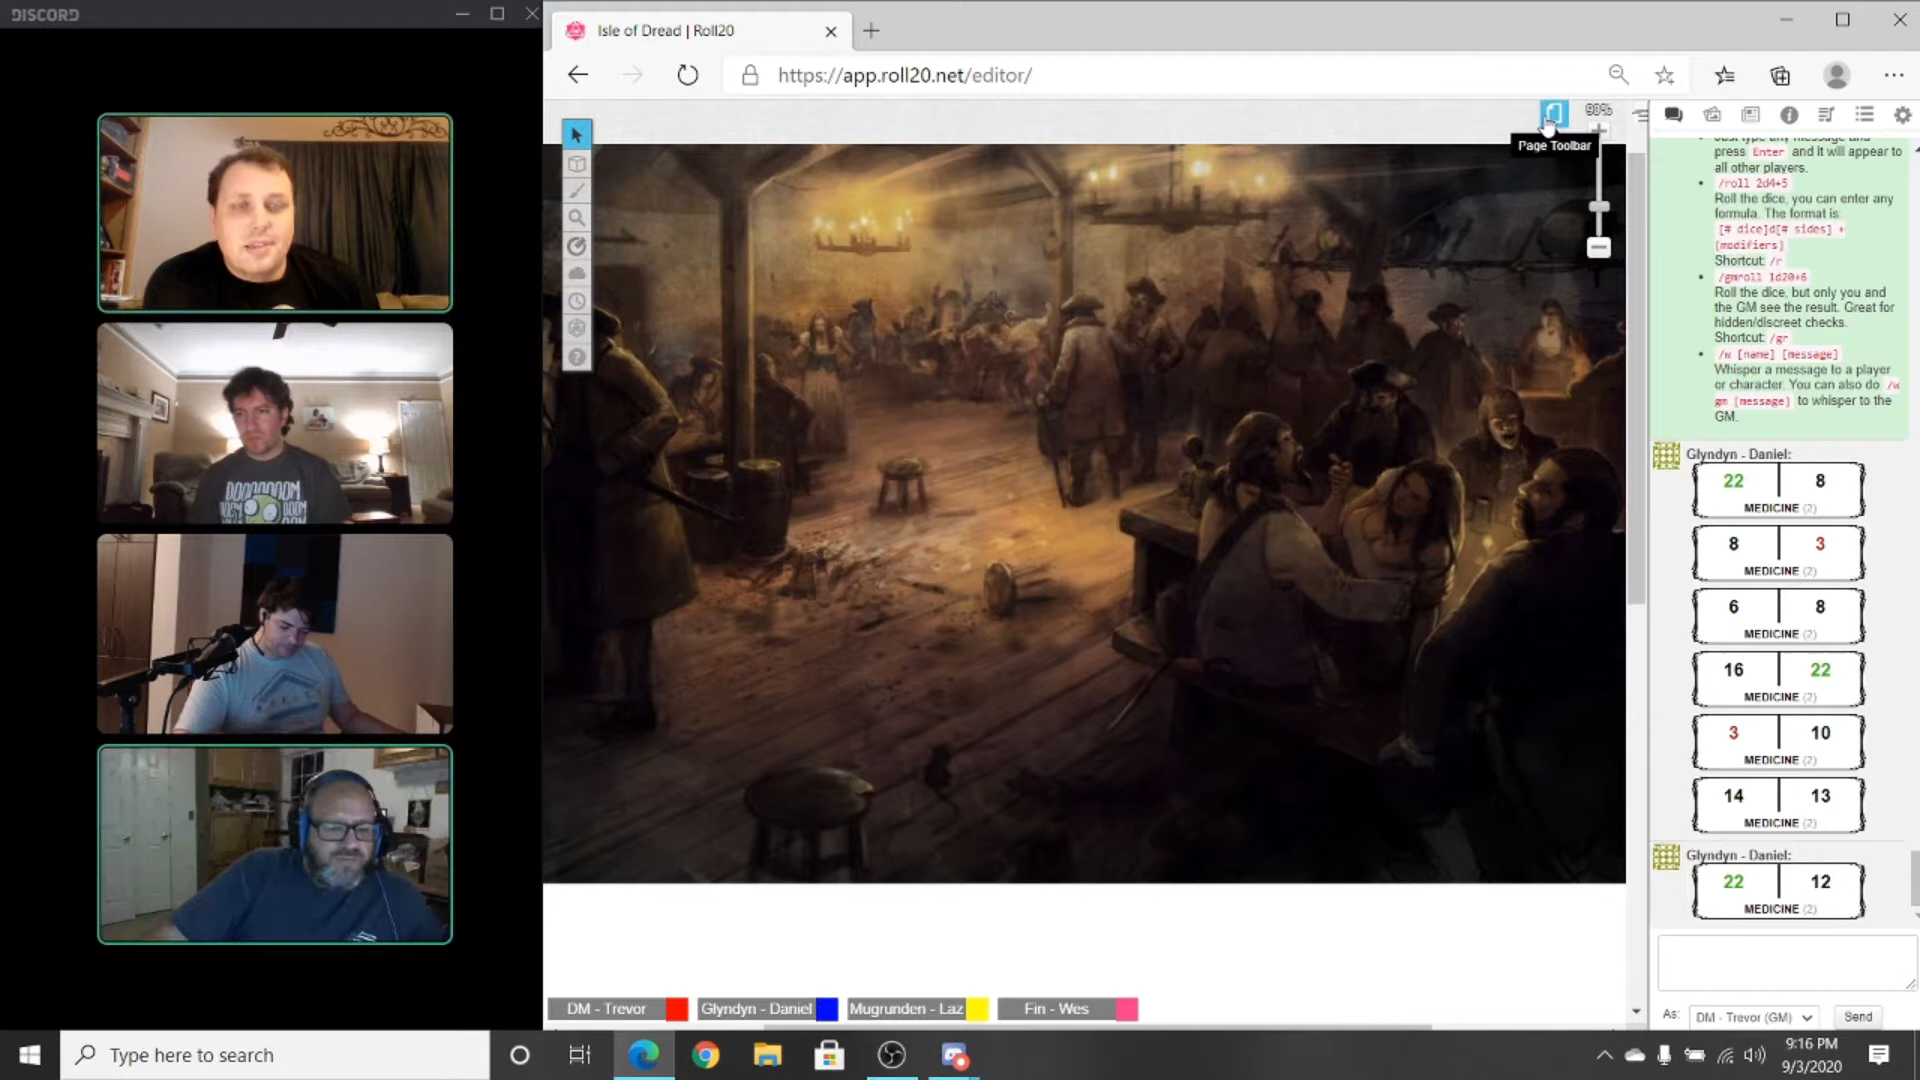 DISCORD
Isle of Dread | Roll20
https://app.roll20.net/editor/
90%
Page Toolbar
press Enter and it will appear to
all other players.
/roll 2d4+5
Roll the dice, you can enter any
formula. The format is
[# dice]d[# sides] +
[modifiers]
Shortcut: /r
/gmroll 1d20+6
Roll the dice, but only you and
the GM see the result. Great for
hidden/discreet checks.
Shortcut: /gr
/w [name] [message]
Whisper a message to a player
or character. You can also do /w
gm [message] to whisper to the
GM.
Glyndyn - Daniel:
22 8
MEDICINE (2)
8 3
MEDICINE (2)
6 8
MEDICINE (2)
16 22
MEDICINE (2)
3 10
MEDICINE (2)
14 13
MEDICINE (2)
Glyndyn - Daniel:
22 12
MEDICINE (2)
DOOOOOOOM
DM - Trevor
Glyndyn - Daniel
Mugrunden - Laz
Fin - Wes
As: DM - Trevor (GM) Send
Type here to search
9:16 PM
9/3/2020